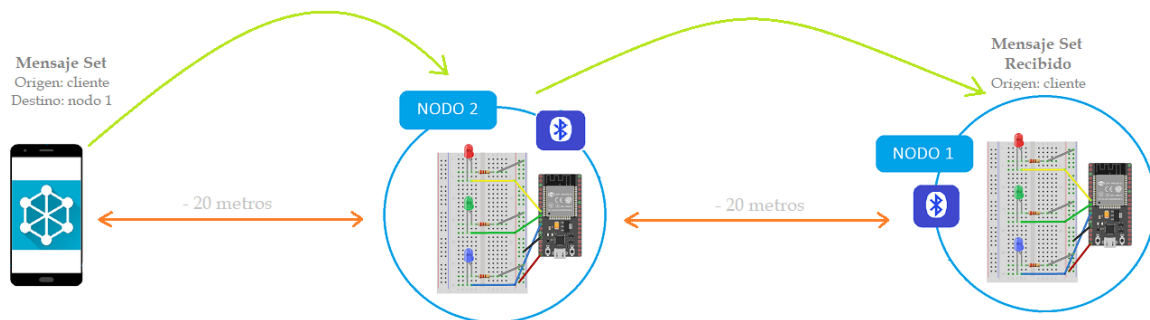 Mensaje Set
Origen: cliente
Destino: nodo 1
NODO 2
Mensaje Set
Recibido
Origen: cliente
NODO 1
- 20 metros
- 20 metros